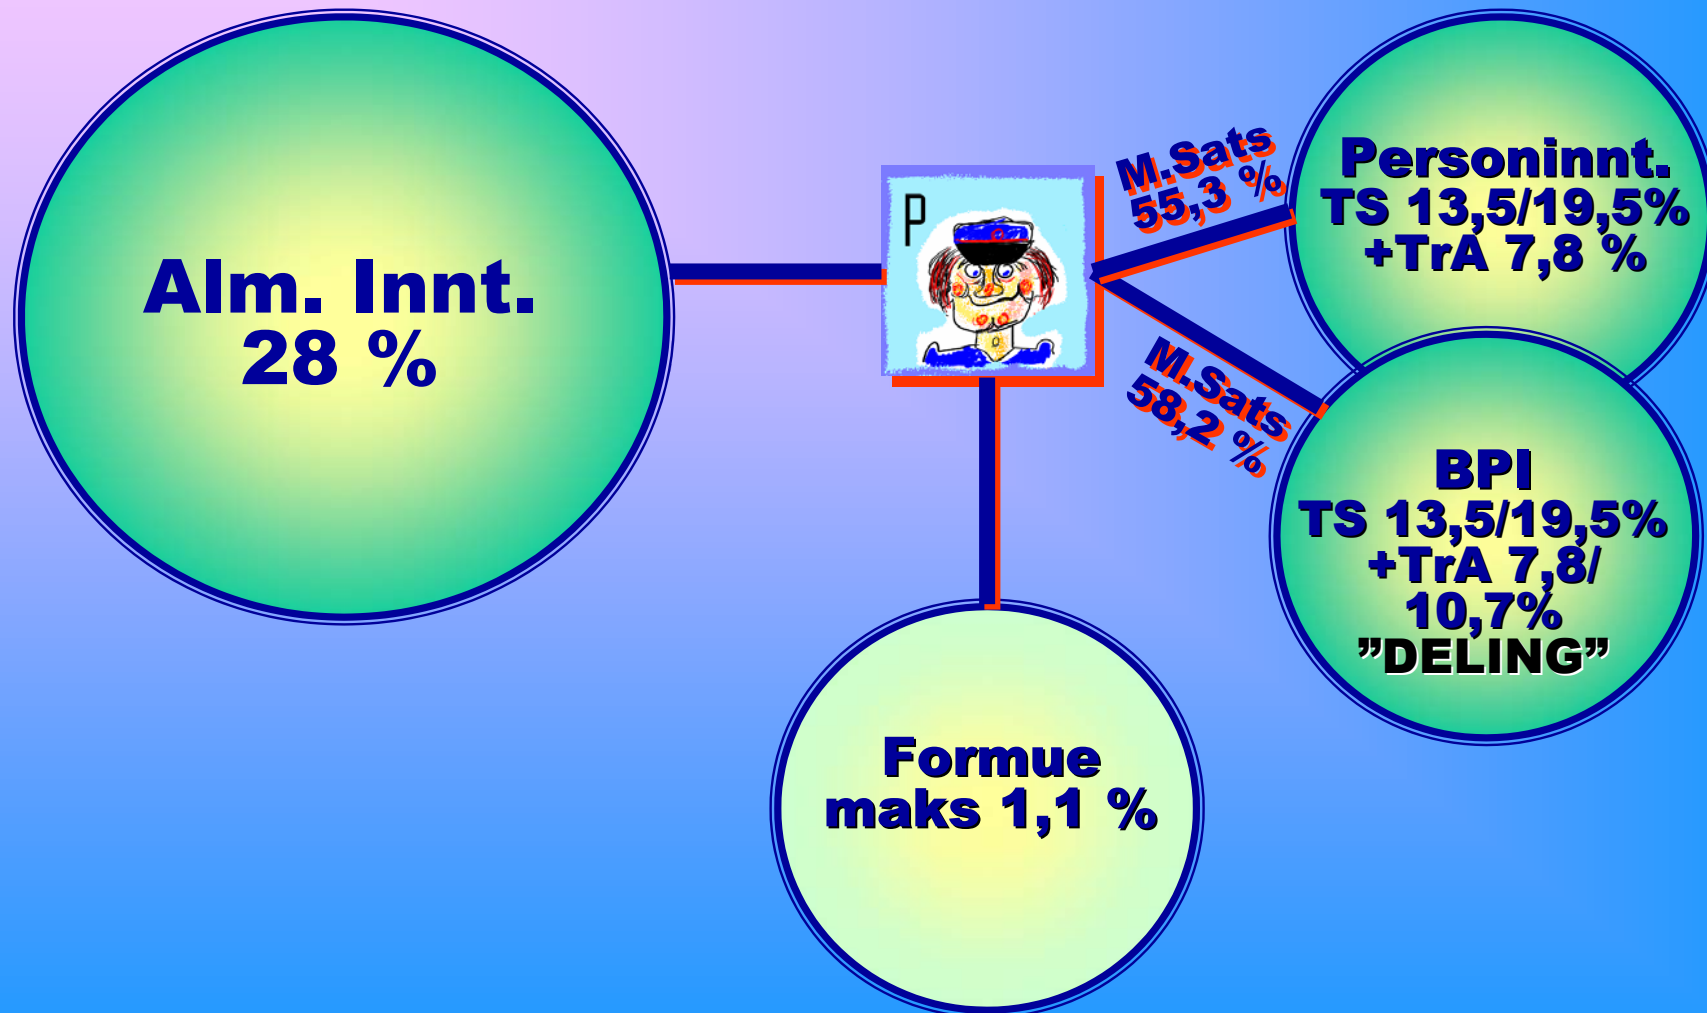 Alm. Innt.
28 %
P
M.Sats
55,3 %
Personinnt.
TS 13,5/19,5%
+TrA 7,8 %
M.Sats
58,2 %
BPI
TS 13,5/19,5%
+TrA 7,8/
10,7%
”DELING”
Formue
maks 1,1 %